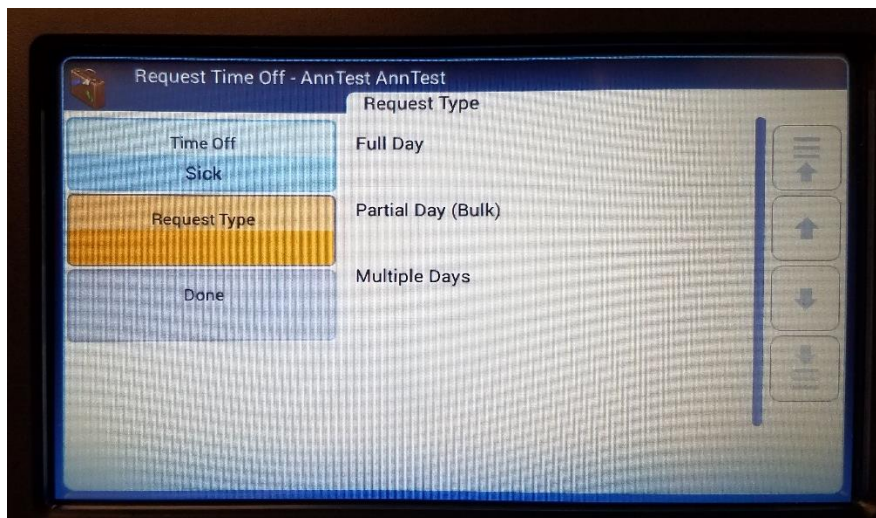 Request Time Off - AnnTest AnnTest
Request Type
Time Off
Sick
Request Type
Done
Full Day
Partial Day (Bulk)
Multiple Days